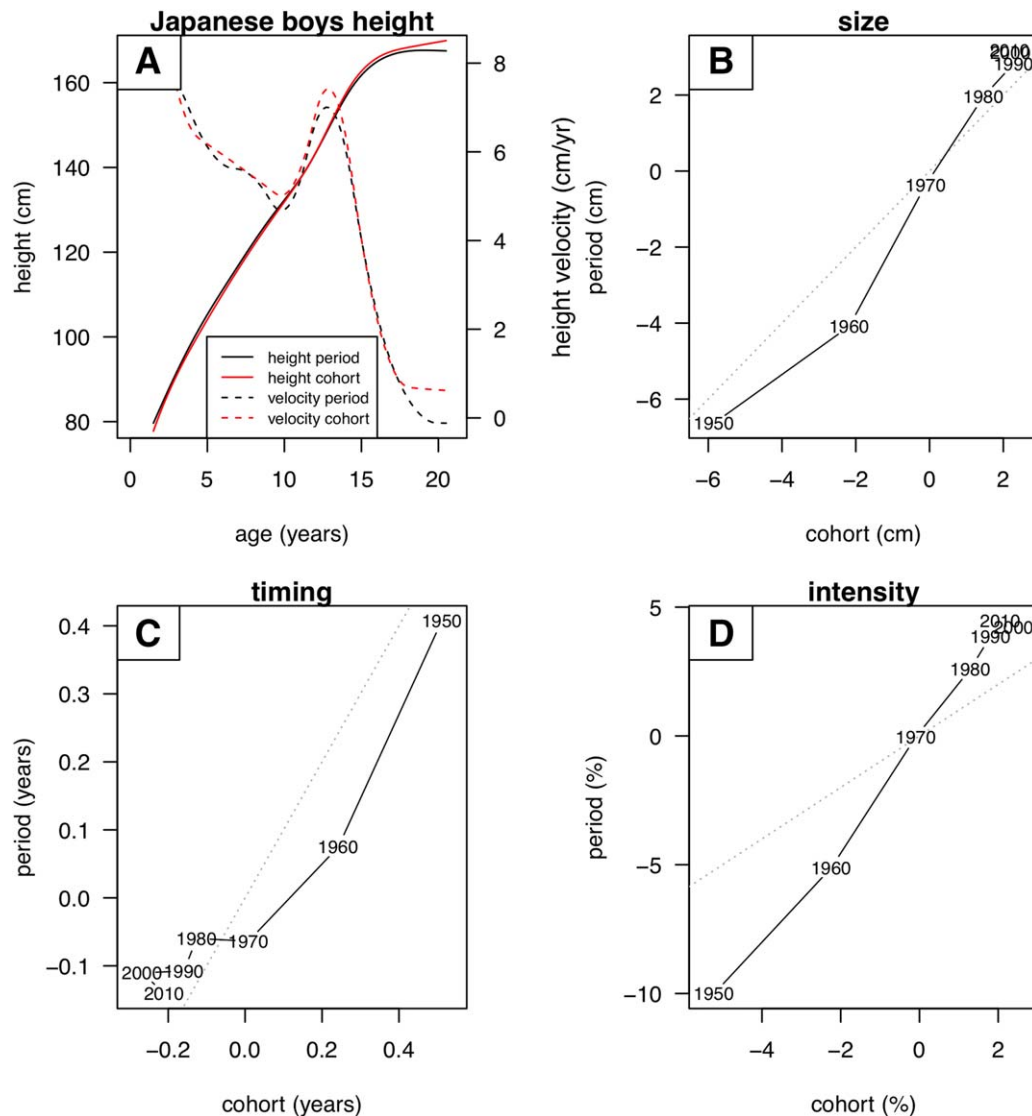 Japanese boys height
A
height (cm)
160
140
120
100
80
8
6
4
2
0
height velocity (cm/yr)
height period
height cohort
velocity period
velocity cohort
0 5 10 15 20
age (years)
size
B
period (cm)
2
0
−2
−4
−6
2010
2000
1990
1980
1970
1960
1950
−6 −4 −2 0 2
cohort (cm)
timing
C
period (years)
0.4
0.3
0.2
0.1
0.0
−0.1
1950
1960
1980 1970
2000 1990
2010
−0.2 0.0 0.2 0.4
cohort (years)
intensity
D
period (%)
5
0
−5
−10
2010
2000
1990
1980
1970
1960
1950
−4 −2 0 2
cohort (%)